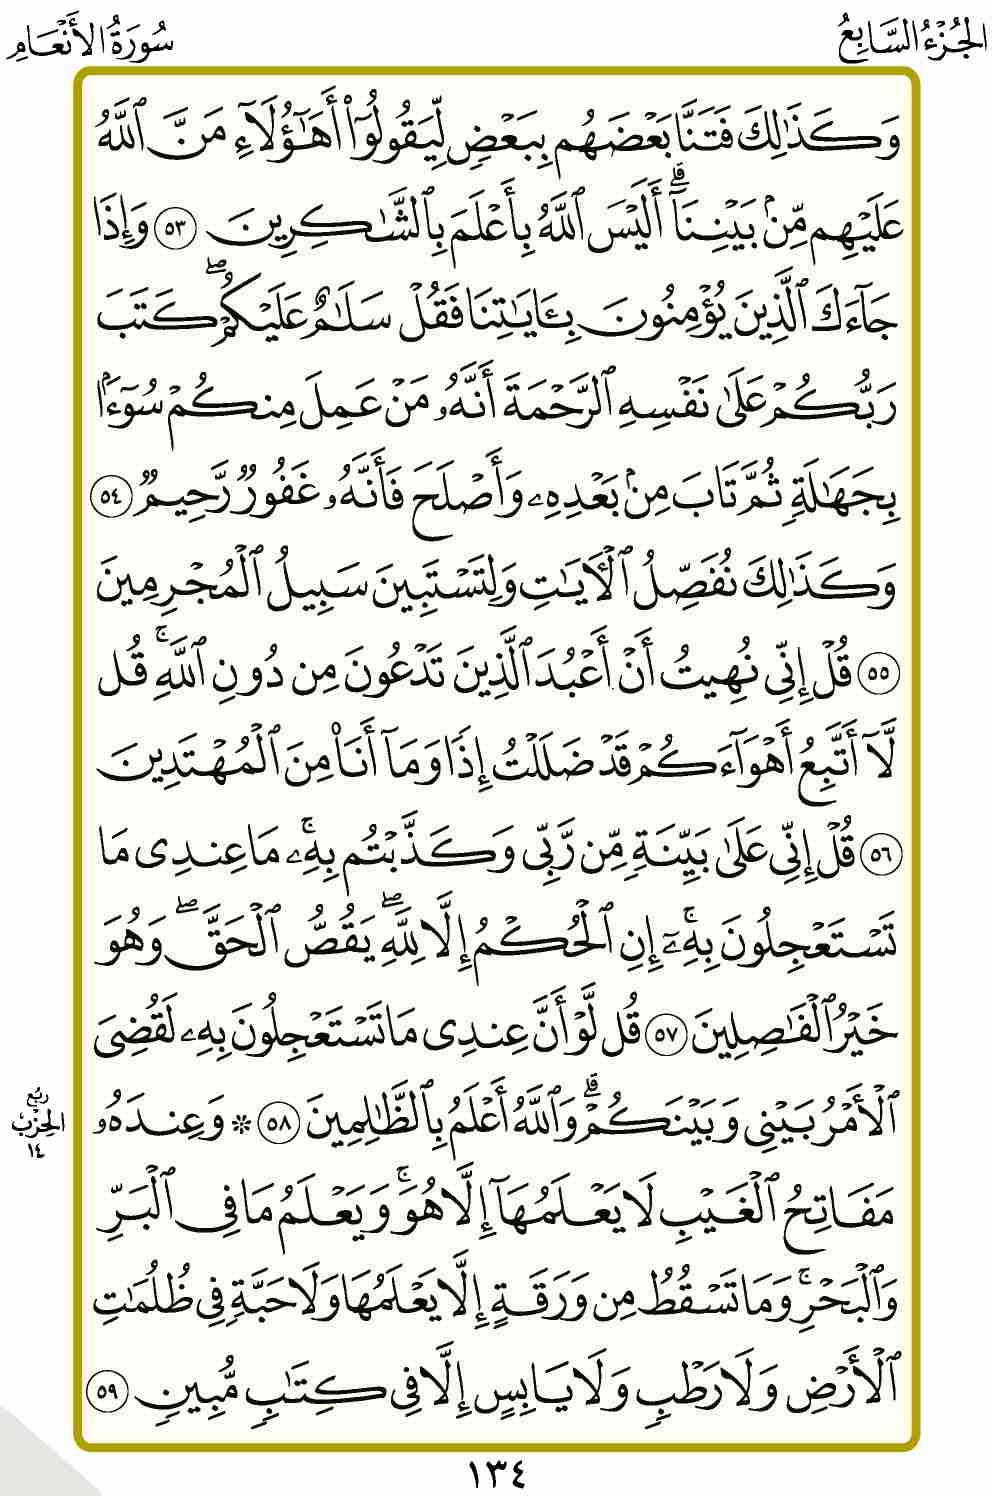 الجُزْءُ السَّابِعُ
سُورَةُ الأَنْعَامِ
وَكَذَٰلِكَ فَتَنَّا بَعْضَهُم بِبَعْضٍ لِّيَقُولُوٓا۟ أَهَٰٓؤُلَآءِ مَنَّ ٱللَّهُ
عَلَيْهِم مِّنۢ بَيْنِنَآ ۗ أَلَيْسَ ٱللَّهُ بِأَعْلَمَ بِٱلشَّٰكِرِينَ ٥٣ وَإِذَا
جَآءَكَ ٱلَّذِينَ يُؤْمِنُونَ بِـَٔايَٰتِنَا فَقُلْ سَلَٰمٌ عَلَيْكُمْ ۖ كَتَبَ
رَبُّكُمْ عَلَىٰ نَفْسِهِ ٱلرَّحْمَةَ أَنَّهُۥ مَنْ عَمِلَ مِنكُمْ سُوٓءًۢا
بِجَهَٰلَةٍ ثُمَّ تَابَ مِنۢ بَعْدِهِۦ وَأَصْلَحَ فَأَنَّهُۥ غَفُورٌ رَّحِيمٌ ٥٤
وَكَذَٰلِكَ نُفَصِّلُ ٱلْـَٔايَٰتِ وَلِتَسْتَبِينَ سَبِيلُ ٱلْمُجْرِمِينَ
٥٥ قُلْ إِنِّى نُهِيتُ أَنْ أَعْبُدَ ٱلَّذِينَ تَدْعُونَ مِن دُونِ ٱللَّهِ ۚ قُل
لَّآ أَتَّبِعُ أَهْوَآءَكُمْ قَدْ ضَلَلْتُ إِذًا وَمَآ أَنَا۠ مِنَ ٱلْمُهْتَدِينَ
٥٦ قُلْ إِنِّى عَلَىٰ بَيِّنَةٍ مِّن رَّبِّى وَكَذَّبْتُم بِهِۦ ۚ مَا عِندِى مَا
تَسْتَعْجِلُونَ بِهِۦٓ ۚ إِنِ ٱلْحُكْمُ إِلَّا لِلَّهِ ۖ يَقُصُّ ٱلْحَقَّ ۖ وَهُوَ
خَيْرُ ٱلْفَٰصِلِينَ ٥٧ قُل لَّوْ أَنَّ عِندِى مَا تَسْتَعْجِلُونَ بِهِۦ لَقُضِىَ
ٱلْأَمْرُ بَيْنِى وَبَيْنَكُمْ ۗ وَٱللَّهُ أَعْلَمُ بِٱلظَّٰلِمِينَ ٥٨ * وَعِندَهُۥ
ربع
الحزب
١٤
مَفَاتِحُ ٱلْغَيْبِ لَا يَعْلَمُهَآ إِلَّا هُوَ ۚ وَيَعْلَمُ مَا فِى ٱلْبَرِّ
وَٱلْبَحْرِ ۚ وَمَا تَسْقُطُ مِن وَرَقَةٍ إِلَّا يَعْلَمُهَا وَلَا حَبَّةٍ فِى ظُلُمَٰتِ
ٱلْأَرْضِ وَلَا رَطْبٍ وَلَا يَابِسٍ إِلَّا فِى كِتَٰبٍ مُّبِينٍ ٥٩
١٣٤